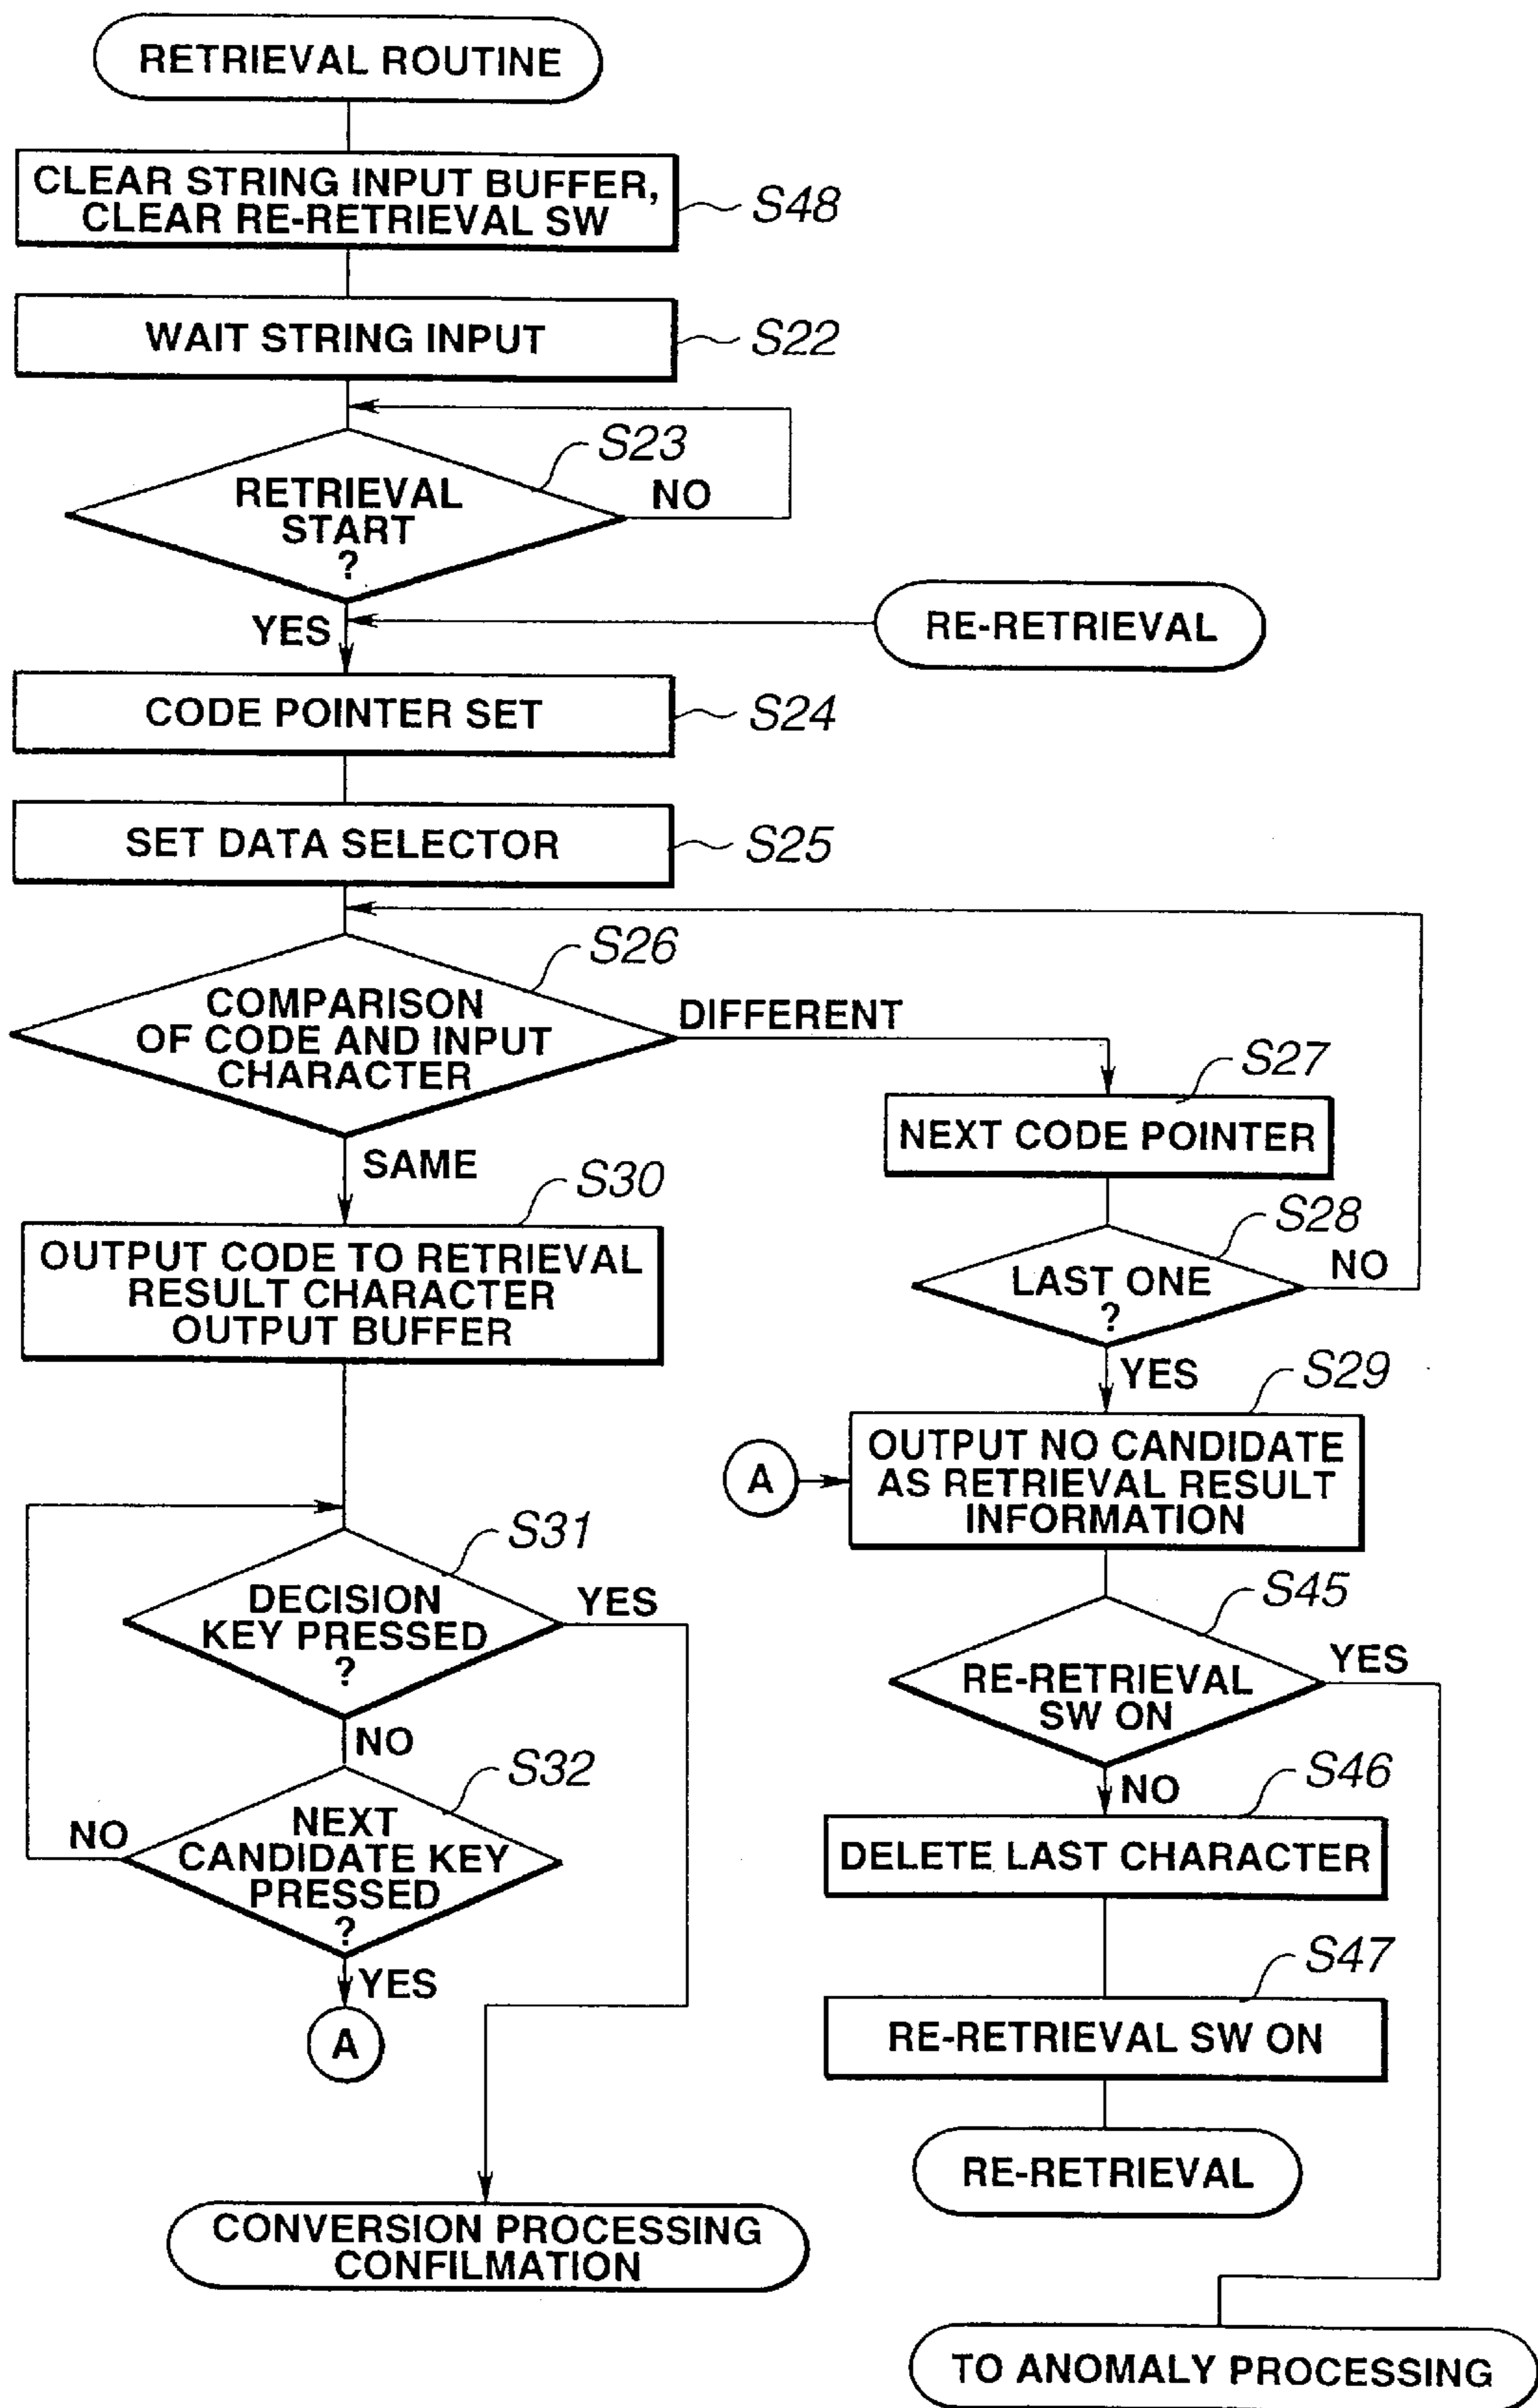 RETRIEVAL ROUTINE
CLEAR STRING INPUT BUFFER,
CLEAR RE-RETRIEVAL SW
S48
WAIT STRING INPUT
S22
S23
RETRIEVAL
START
?
NO
YES
RE-RETRIEVAL
CODE POINTER SET
S24
SET DATA SELECTOR
S25
S26
COMPARISON
OF CODE AND INPUT
CHARACTER
DIFFERENT
SAME
S27
NEXT CODE POINTER
S28
LAST ONE
?
NO
YES
S30
OUTPUT CODE TO RETRIEVAL
RESULT CHARACTER
OUTPUT BUFFER
S29
A
OUTPUT NO CANDIDATE
AS RETRIEVAL RESULT
INFORMATION
S31
DECISION
KEY PRESSED
?
YES
NO
S32
NEXT
CANDIDATE KEY
PRESSED
?
NO
YES
A
S45
RE-RETRIEVAL
SW ON
YES
NO
S46
DELETE LAST CHARACTER
S47
RE-RETRIEVAL SW ON
RE-RETRIEVAL
CONVERSION PROCESSING
CONFILMATION
TO ANOMALY PROCESSING